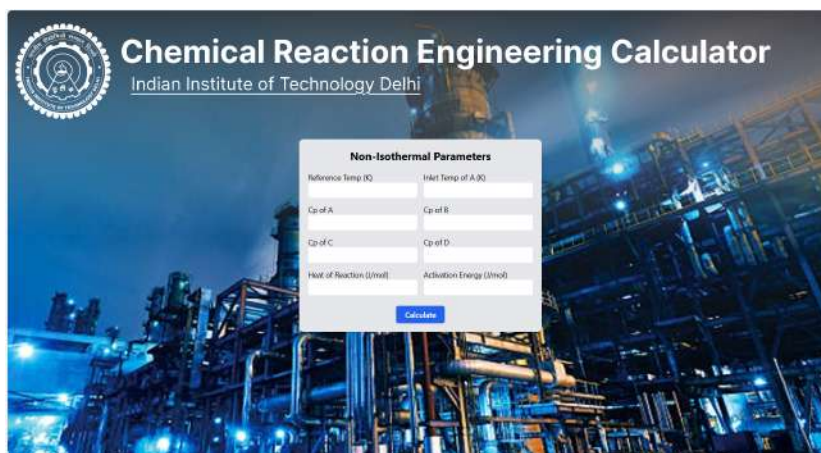 Chemical Reaction Engineering Calculator
Indian Institute of Technology Delhi
Non-Isothermal Parameters
Reference Temp (K) Inlet Temp of A (K)
Cp of A Cp of B
Cp of C Cp of D
Heat of Reaction (J/mol) Activation Energy (J/mol)
Calculate